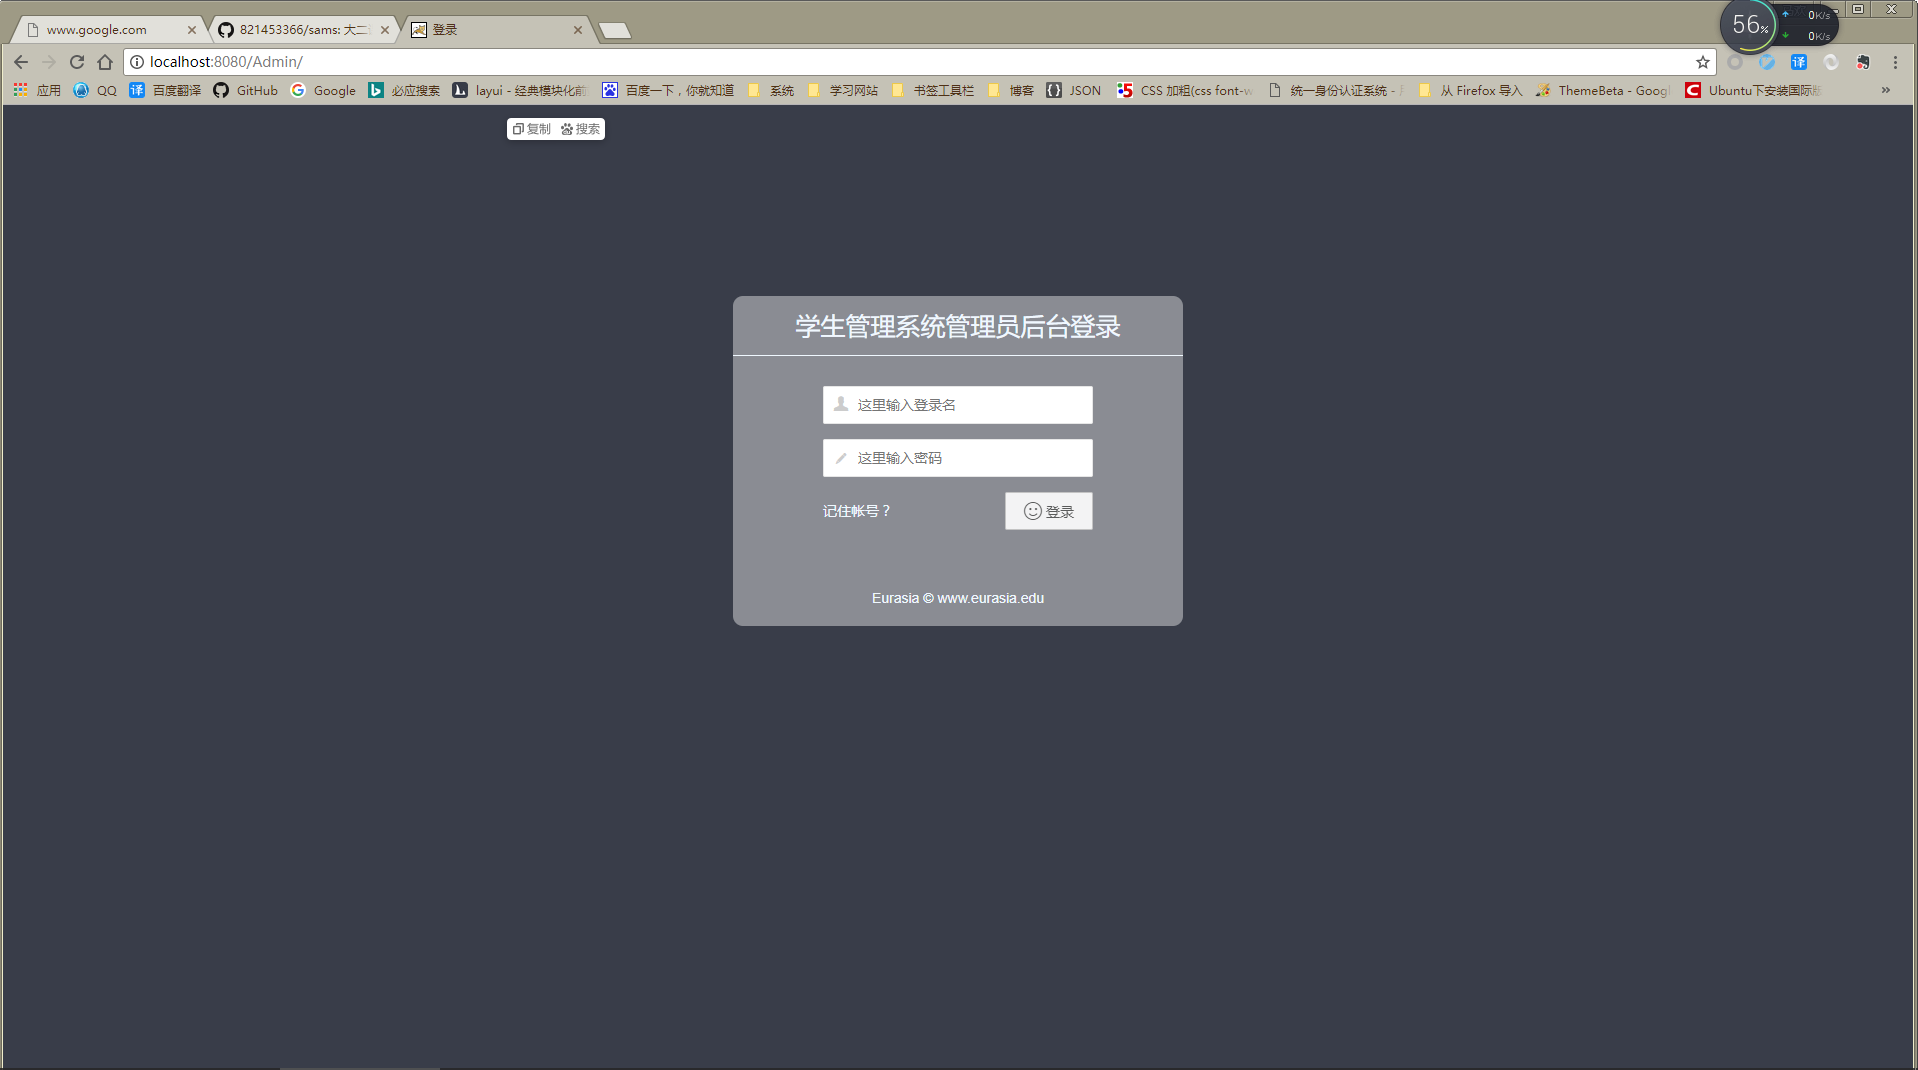 www.google.com
821453366/sams: 大二
登录
56%
0K/s
0K/s
localhost:8080/Admin/
应用
QQ
译
百度翻译
GitHub
Google
必应搜索
layui - 经典模块化前
百度一下，你就知道
系统
学习网站
书签工具栏
博客
JSON
CSS 加粗(css font-w
统一身份认证系统 -
从 Firefox 导入
ThemeBeta - Googl
Ubuntu下安装国际版
»
译
复制 搜索
学生管理系统管理员后台登录
这里输入登录名
这里输入密码
记住帐号？
登录
Eurasia © www.eurasia.edu